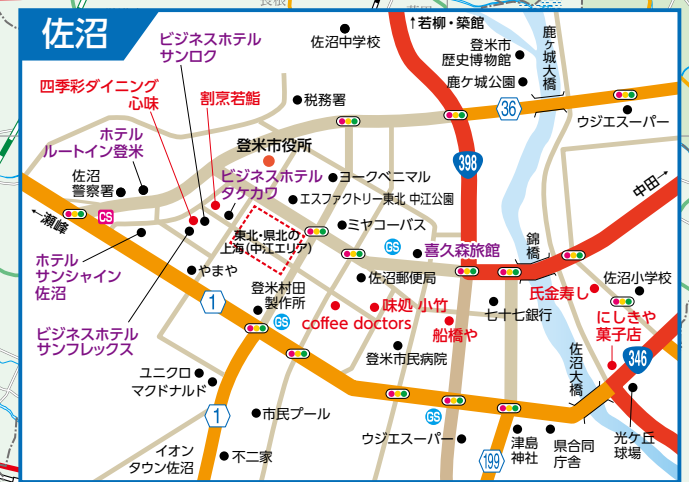 佐沼
ビジネスホテル
サンロク
佐沼中学校
↑若柳・築館
登米市
歴史博物館
鹿ケ城大橋
鹿ケ城公園
四季彩ダイニング
心味
割烹若鮨
税務署
36
ウジエスーパー
ホテル
ルートイン登米
登米市役所
398
佐沼
警察署
ビジネスホテル
タケカワ
ヨークベニマル
エスファクトリー東北 中江公園
中田→
←瀬峰
CS
東北・県北の
上海(中江エリア)
ミヤコーバス
GS
喜久森旅館
錦橋
ホテル
サンシャイン
佐沼
やまや
佐沼郵便局
氏金寿し
佐沼小学校
1
登米村田
製作所
味処 小竹
coffee doctors
GS
船橋や
七十七銀行
にしきや
菓子店
ビジネスホテル
サンフレックス
登米市民病院
佐沼大橋
346
ユニクロ
マクドナルド
1
市民プール
GS
ウジエスーパー
津島
神社
県合同
庁舎
光ケ丘
球場
イオン
タウン佐沼
不二家
199